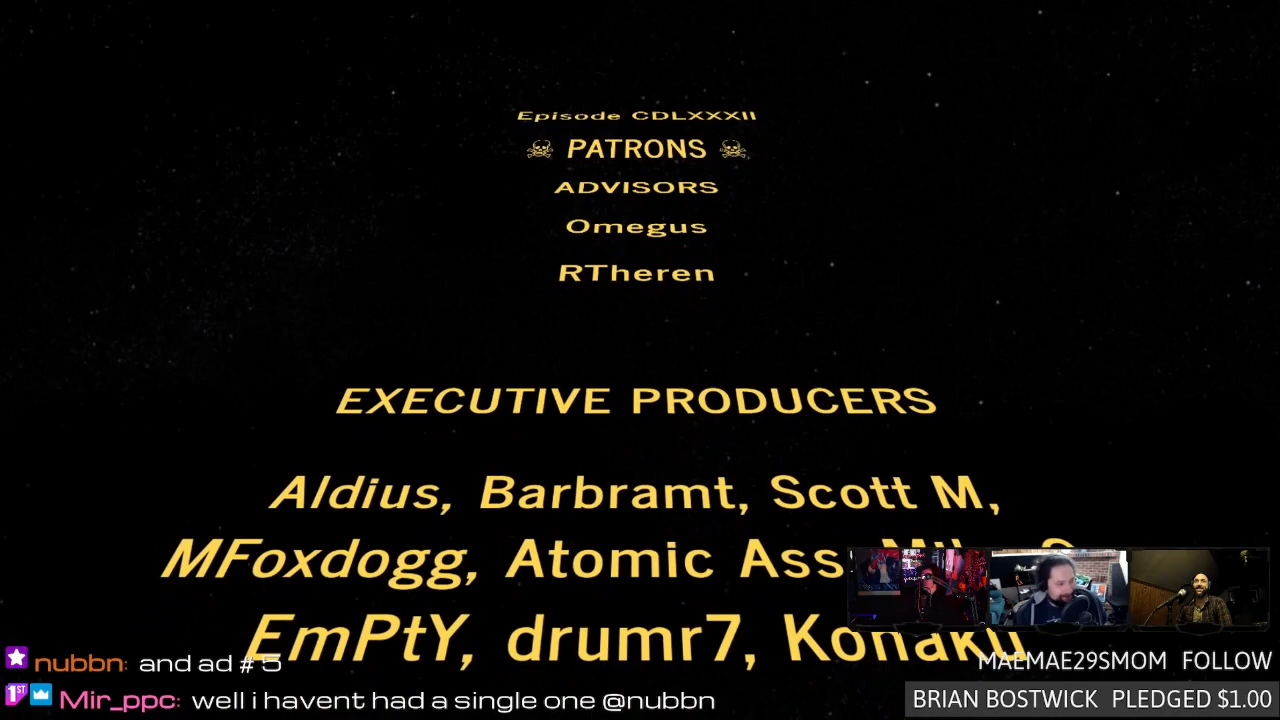 Episode CDLXXXII
☠ PATRONS ☠
ADVISORS
Omegus
RTheren
EXECUTIVE PRODUCERS
Aldius, Barbramt, Scott M,
MFoxdogg, Atomic Ass,
EmPtY, drumr7,
nubbn: and ad # 5
1ST Mir_ppc: well i havent had a single one @nubbn
MAEMAE29SMOM FOLLOW
BRIAN BOSTWICK PLEDGED $1.00